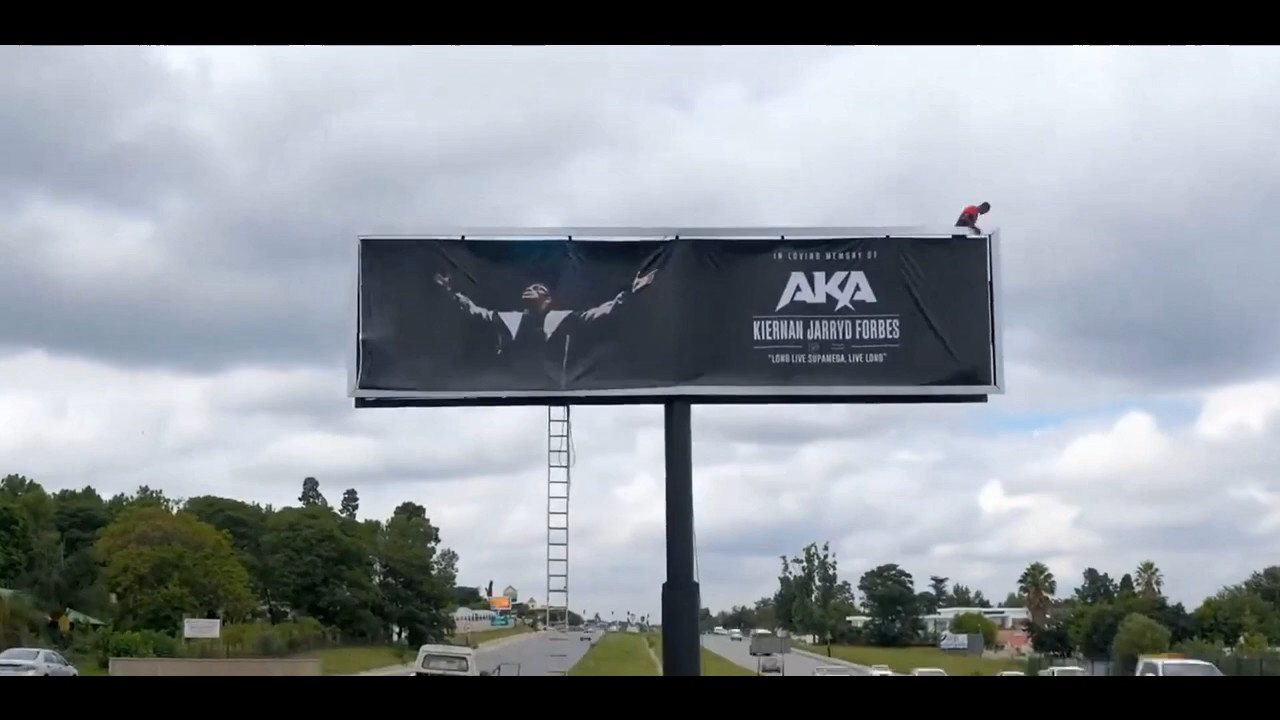 IN LOVING MEMORY OF
AKA
KIERNAN JARRYD FORBES
"LONG LIVE SUPAMEGA, LIVE LONG"